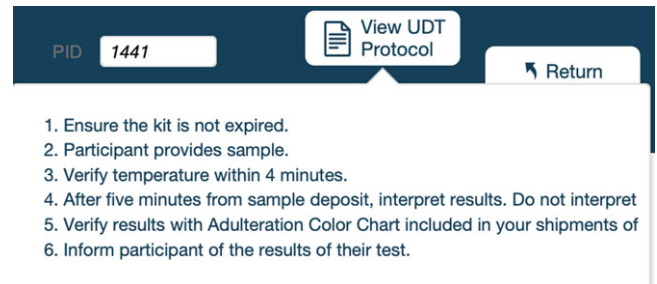 PID 1441
View UDT
Protocol
Return
1. Ensure the kit is not expired.
2. Participant provides sample.
3. Verify temperature within 4 minutes.
4. After five minutes from sample deposit, interpret results. Do not interpret
5. Verify results with Adulteration Color Chart included in your shipments of
6. Inform participant of the results of their test.